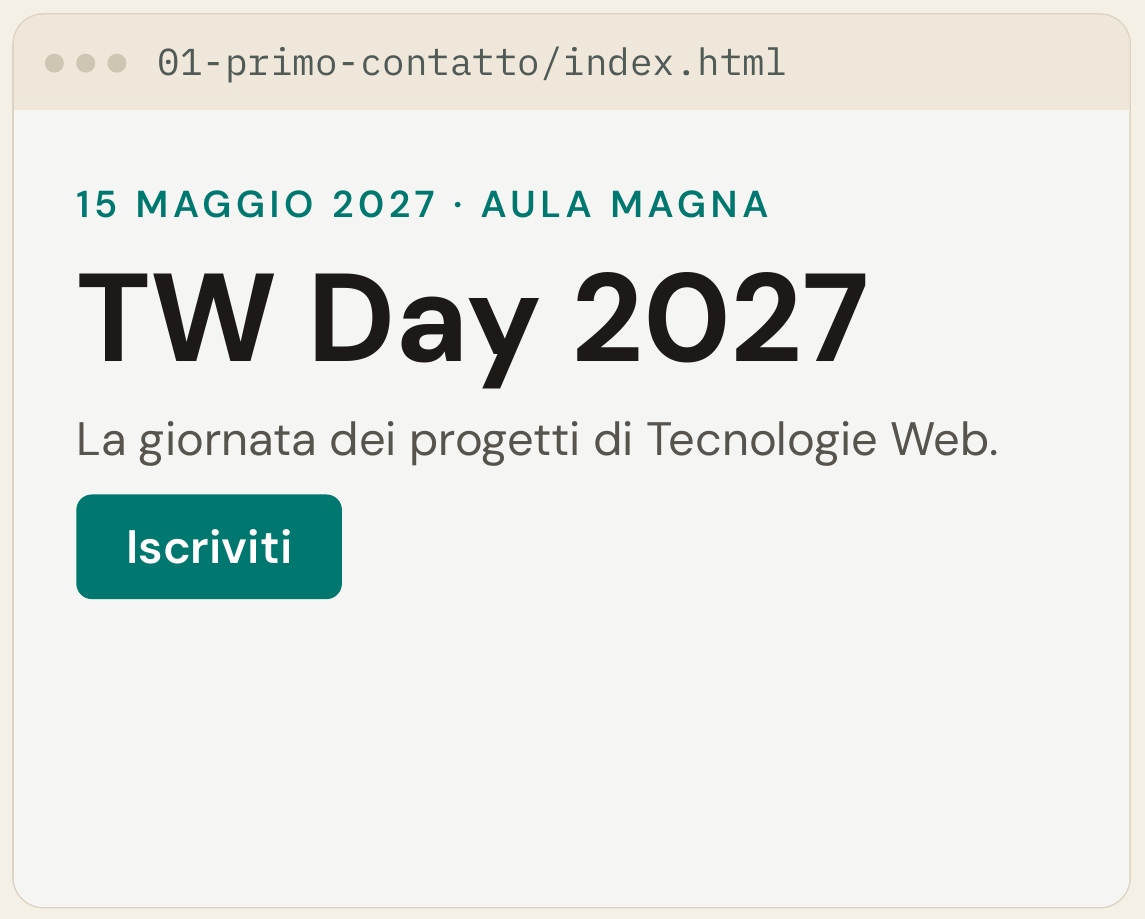 01-primo-contatto/index.html
15 MAGGIO 2027 · AULA MAGNA
TW Day 2027
La giornata dei progetti di Tecnologie Web.
Iscriviti